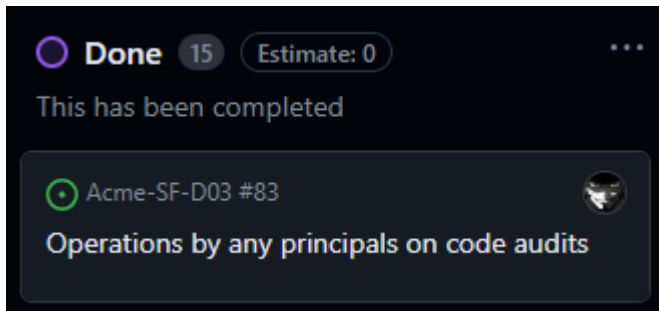 Done 15 Estimate: 0
This has been completed
Acme-SF-D03 #83
Operations by any principals on code audits